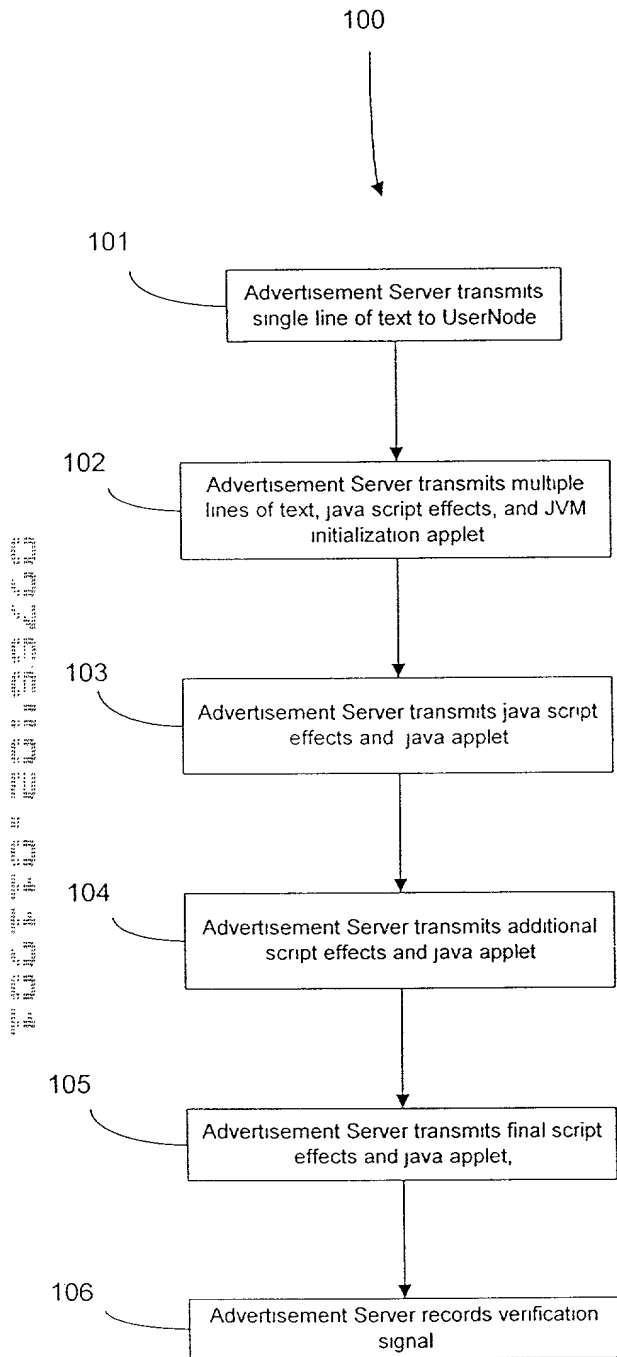 100
101
Advertisement Server transmits
single line of text to UserNode
102
Advertisement Server transmits multiple
lines of text, java script effects, and JVM
initialization applet
103
Advertisement Server transmits java script
effects and java applet
104
Advertisement Server transmits additional
script effects and java applet
105
Advertisement Server transmits final script
effects and java applet,
106
Advertisement Server records verification
signal